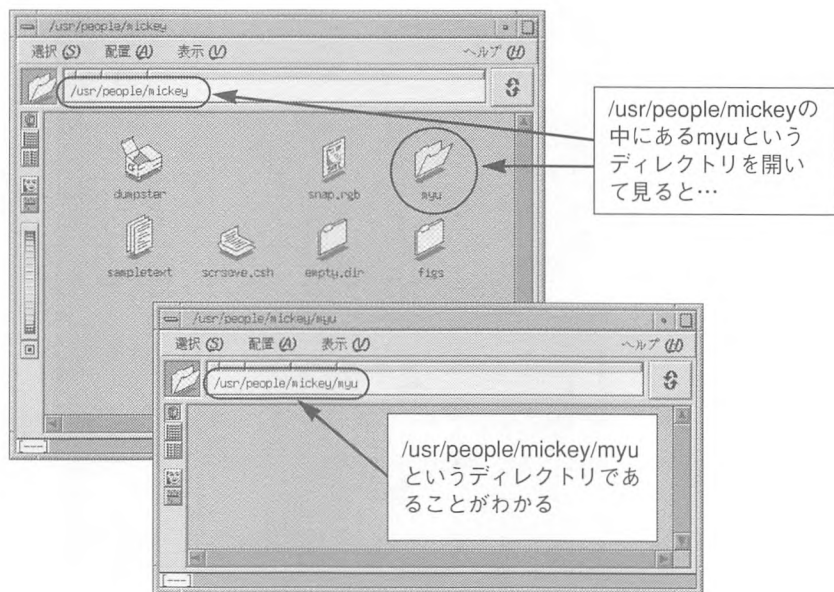 /usr/people/mickey
選択(S) 配置(A) 表示(V) ヘルプ(H)
/usr/people/mickey
dumpster
snap.rgb
myu
sampletext
scrsave.csh
empty.dir
figs
/usr/people/mickeyの
中にあるmyuという
ディレクトリを開い
て見ると…
/usr/people/mickey/myu
選択(S) 配置(A) 表示(V) ヘルプ(H)
/usr/people/mickey/myu
/usr/people/mickey/myu
というディレクトリであ
ることがわかる